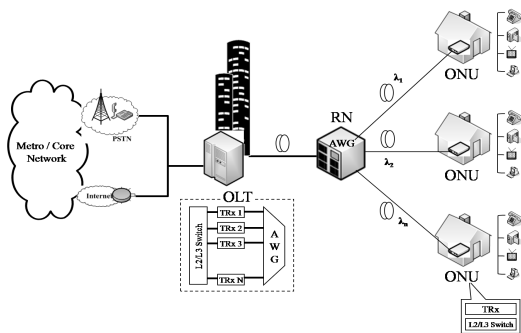 Metro / Core
Network
PSTN
Internet
OLT
L2/L3 Switch
TRx 1
TRx 2
TRx 3
TRx N
AWG
RN
AWG
λ1
λ2
λn
ONU
ONU
ONU
TRx
L2/L3 Switch